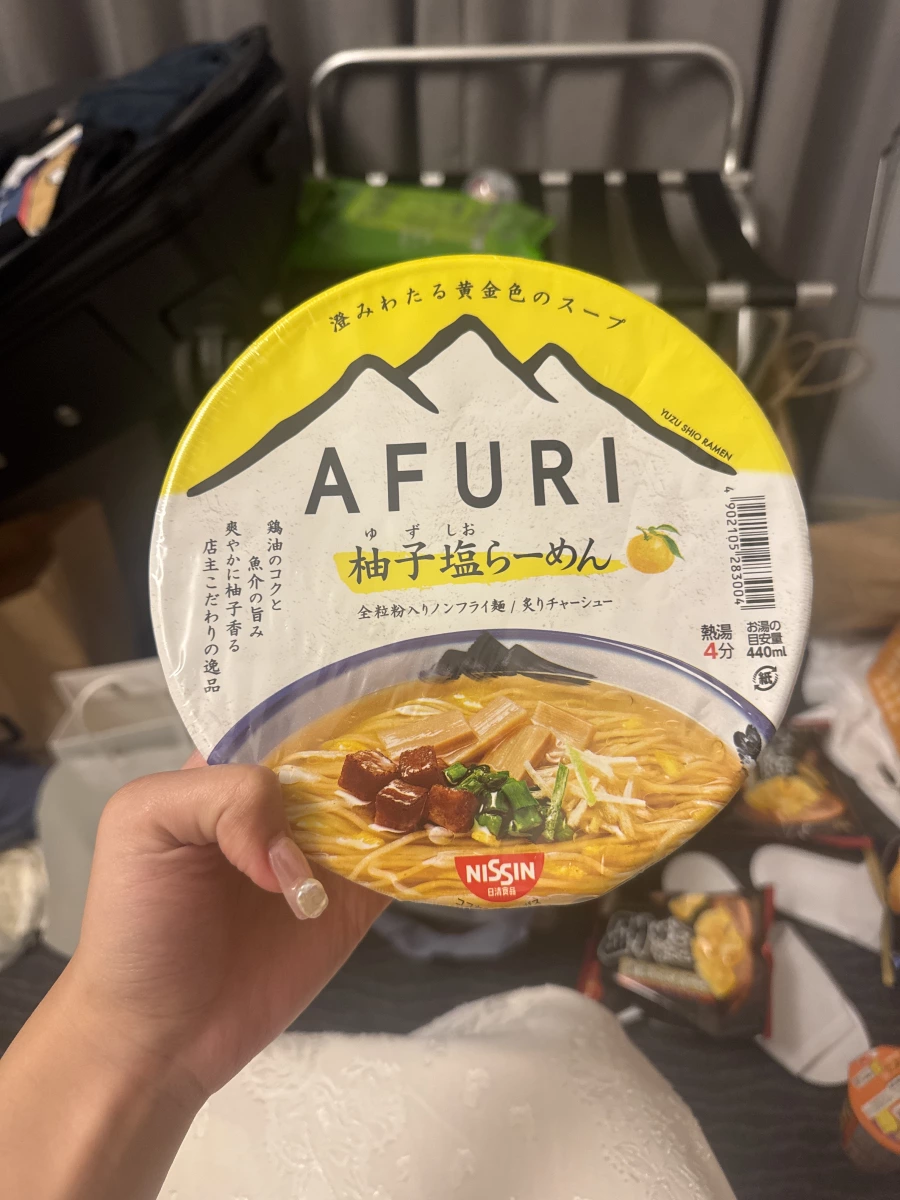 澄みわたる黄金色のスープ
YUZU SHIO RAMEN
AFURI
ゆ ず しお
柚子塩らーめん
全粒粉入りノンフライ麺 / 炙りチャーシュー
鶏油のコクと
魚介の旨み
爽やかに柚子香る
店主こだわりの逸品
4 902105 283004
熱湯
4分
お湯の
目安量
440ml
紙
NISSIN
日清食品